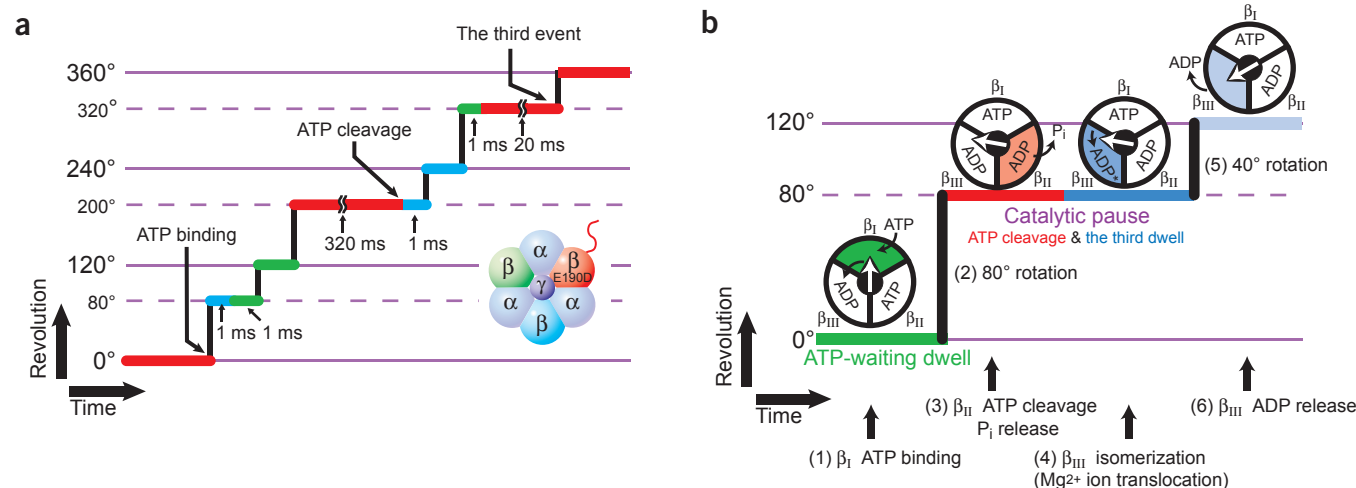 a
The third event
360°
320°
1 ms 20 ms
ATP cleavage
240°
200°
320 ms
1 ms
ATP binding
120°
80°
1 ms
1 ms
0°
Revolution
Time
α
β
β
E190D
γ
α
α
β
b
βI
ATP
ADP
ADP
βIII
βII
120°
βI
ATP
Pi
ADP
ADP
βIII
βII
βI
ATP
ADP*
ADP
βIII
βII
(5) 40° rotation
80°
Catalytic pause
ATP cleavage & the third dwell
βI
ATP
ADP
ATP
βIII
βII
(2) 80° rotation
0°
ATP-waiting dwell
Revolution
Time
(3) βII ATP cleavage
Pi release
(6) βIII ADP release
(1) βI ATP binding
(4) βIII isomerization
(Mg2+ ion translocation)